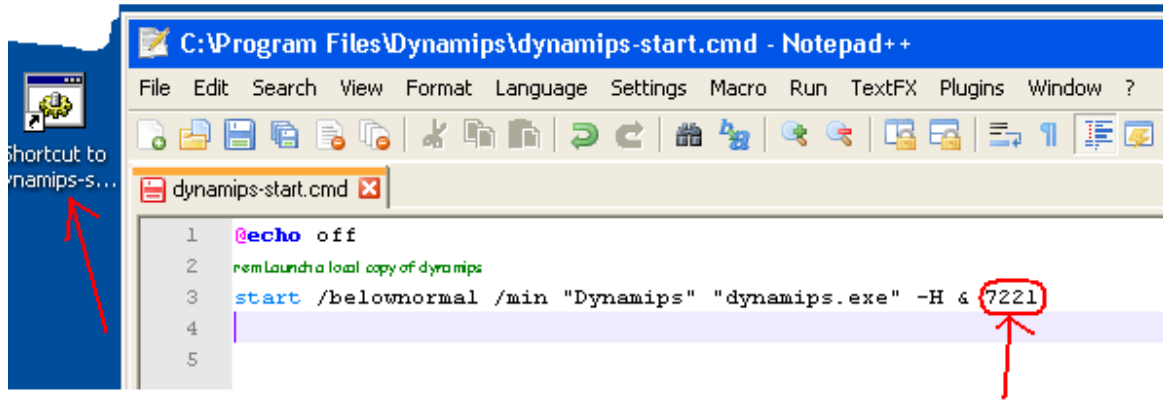 C:\Program Files\Dynamips\dynamips-start.cmd - Notepad++
File Edit Search View Format Language Settings Macro Run TextFX Plugins Window ?
Shortcut to
ynamips-s...
dynamips-start.cmd
1 @echo off
2 rem Launch a local copy of dynamips
3 start /belownormal /min "Dynamips" "dynamips.exe" -H & 7221
4
5